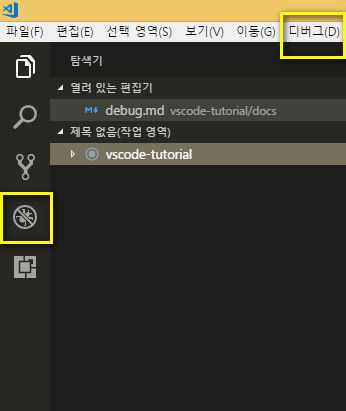 파일(F) 편집(E) 선택 영역(S) 보기(V) 이동(G) 디버그(D)
탐색기
열려 있는 편집기
debug.md vscode-tutorial/docs
제목 없음(작업 영역)
vscode-tutorial